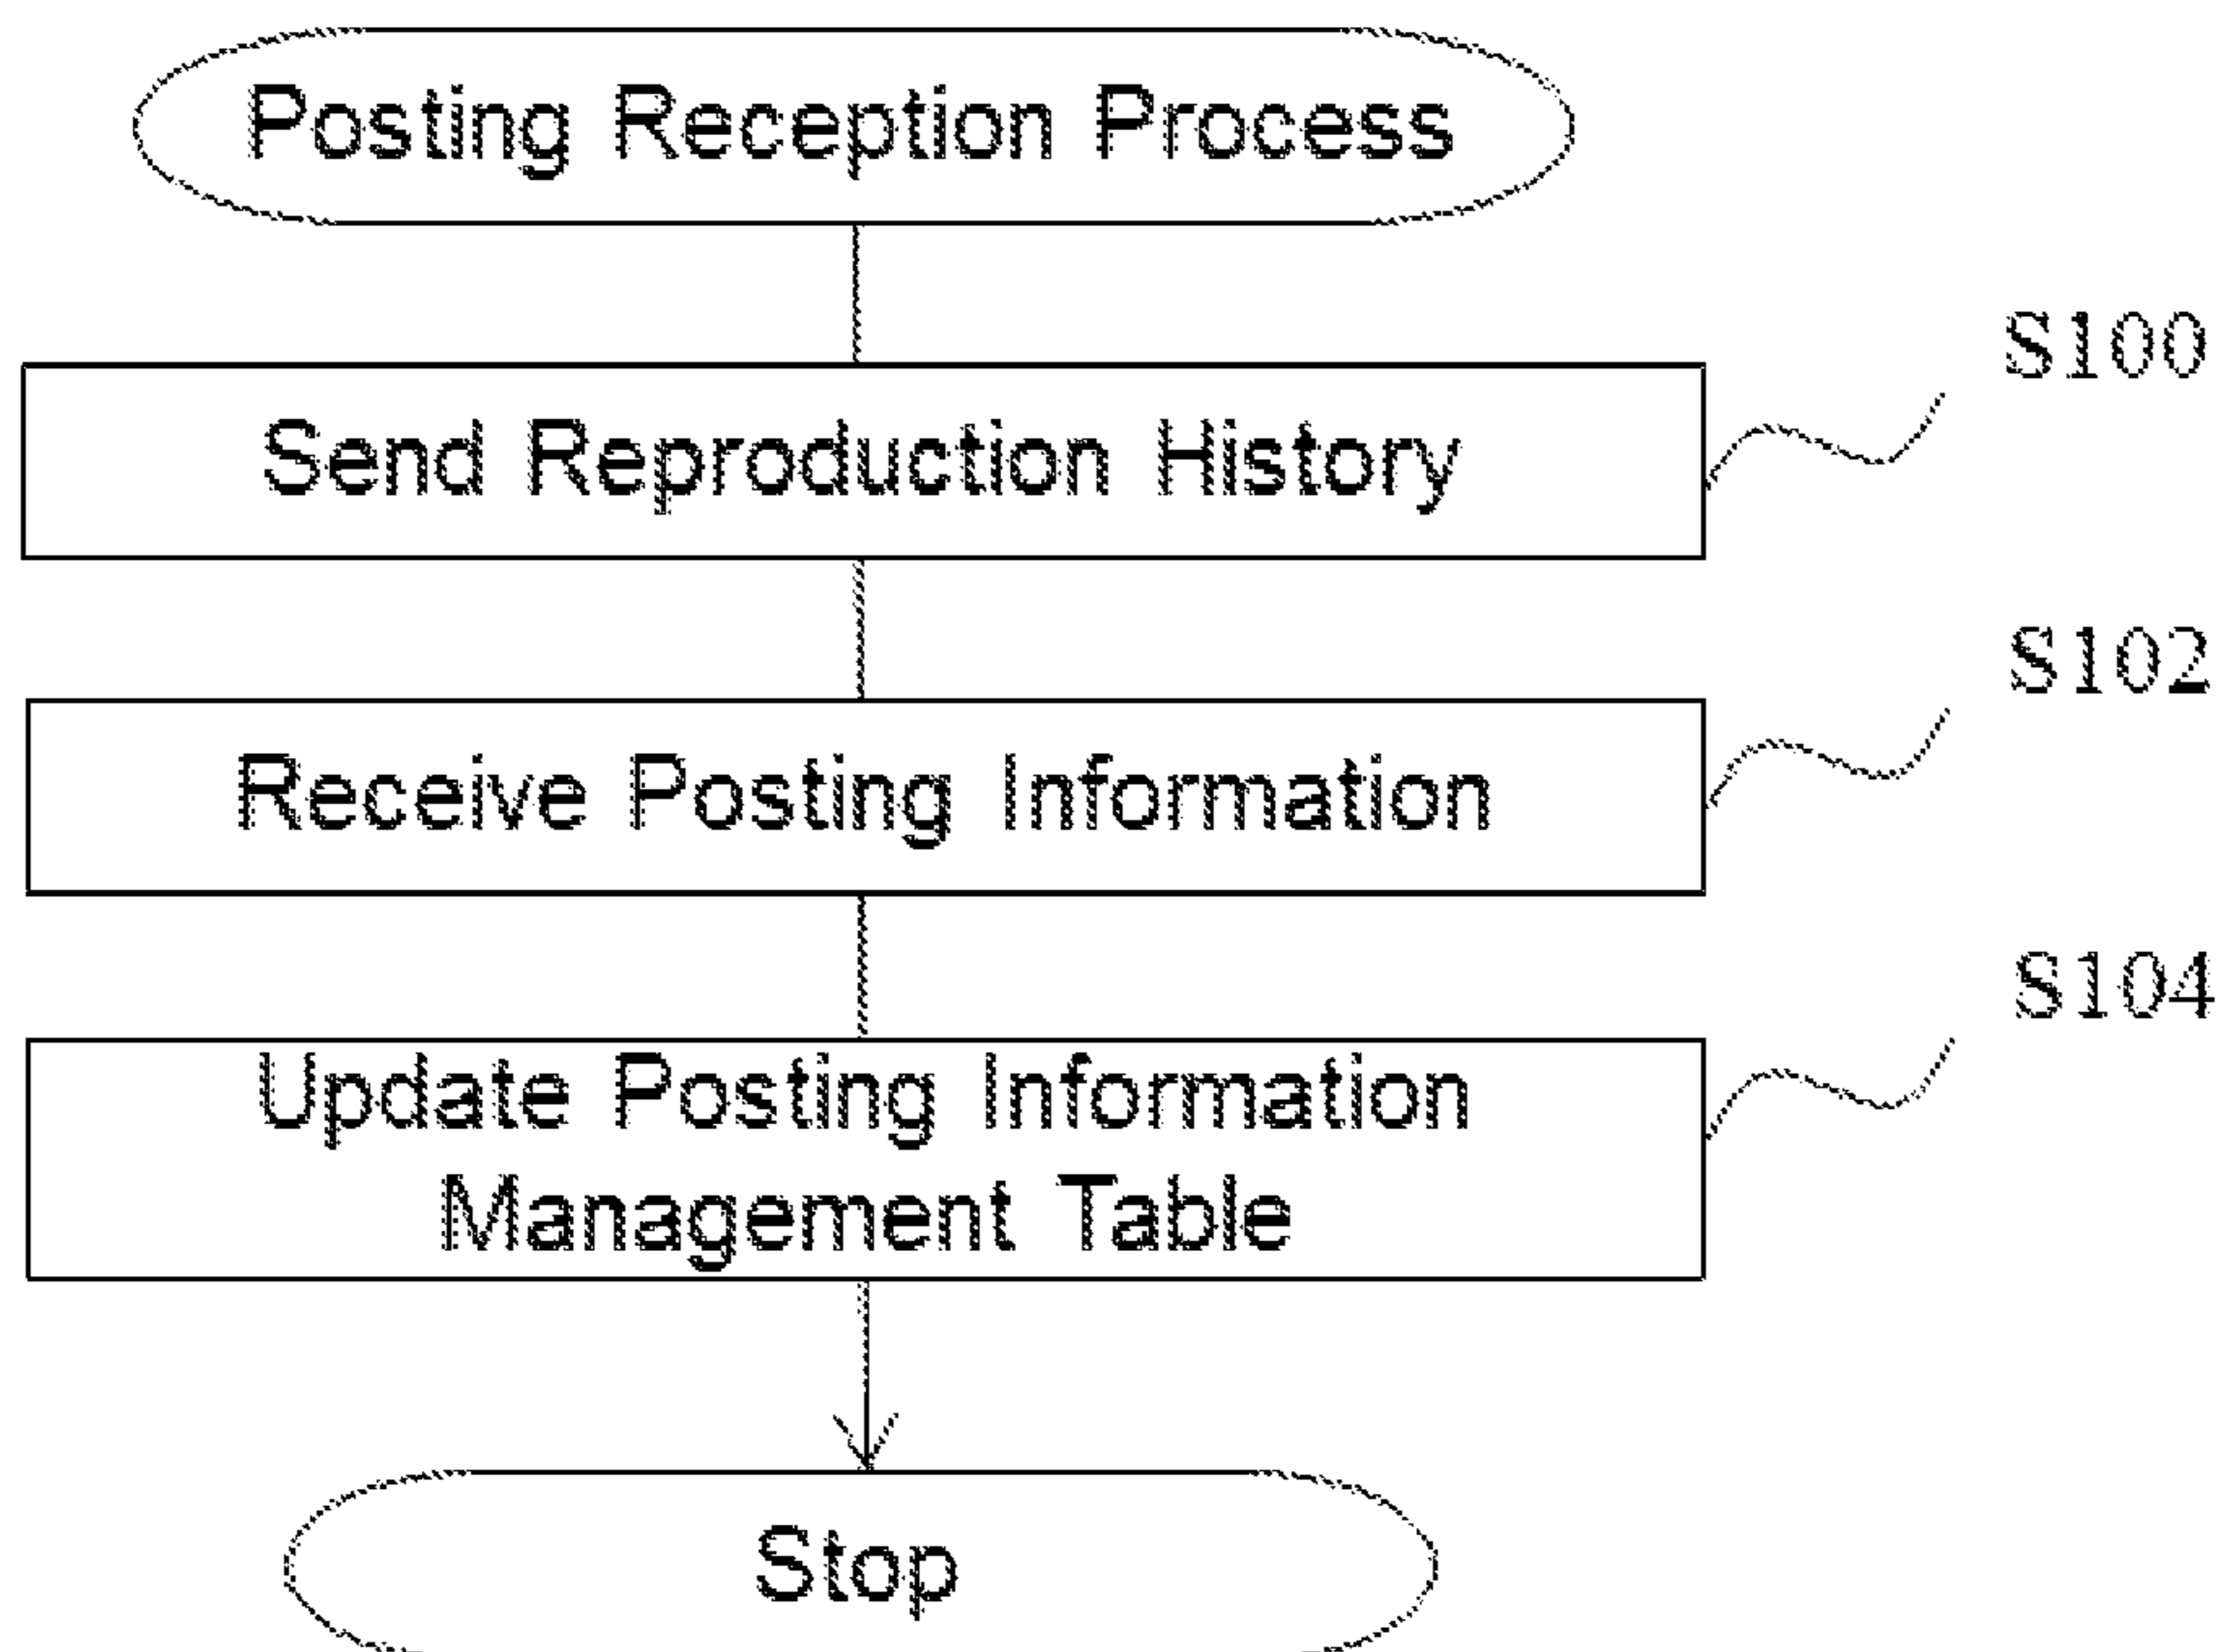 Posting Reception Process
S100
Send Reproduction History
S102
Receive Posting Information
S104
Update Posting Information
Management Table
Stop